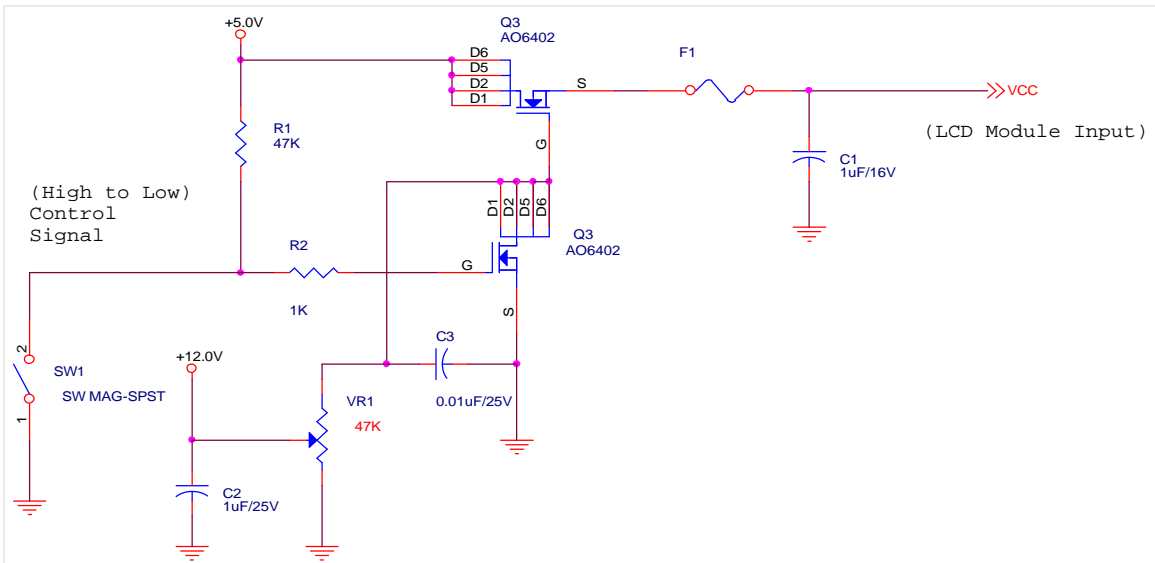 +5.0V
Q3
AO6402
D6
D5
D2
D1
S
G
F1
VCC
(LCD Module Input)
R1
47K
C1
1uF/16V
(High to Low)
Control
Signal
D1
D2
D5
D6
Q3
AO6402
R2
1K
G
S
C3
0.01uF/25V
+12.0V
2
SW1
SW MAG-SPST
1
VR1
47K
C2
1uF/25V